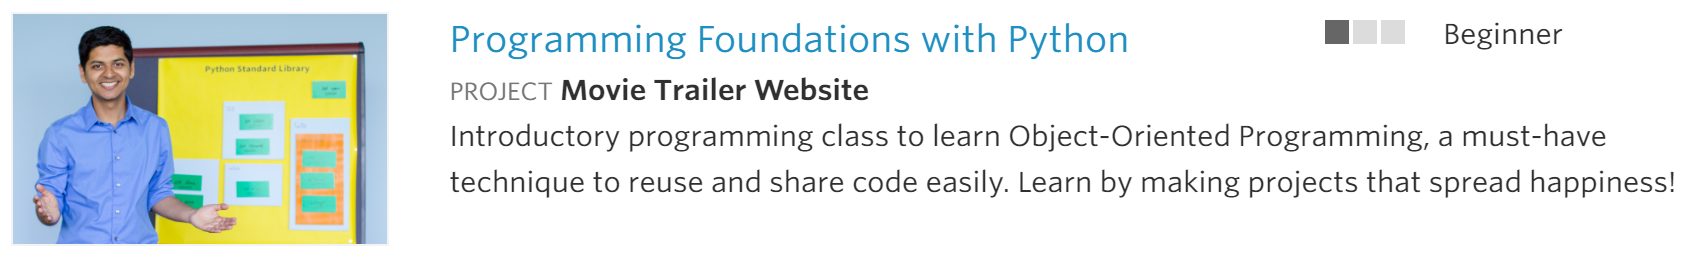 Python Standard Library
Programming Foundations with Python
Beginner
PROJECT Movie Trailer Website
Introductory programming class to learn Object-Oriented Programming, a must-have
technique to reuse and share code easily. Learn by making projects that spread happiness!